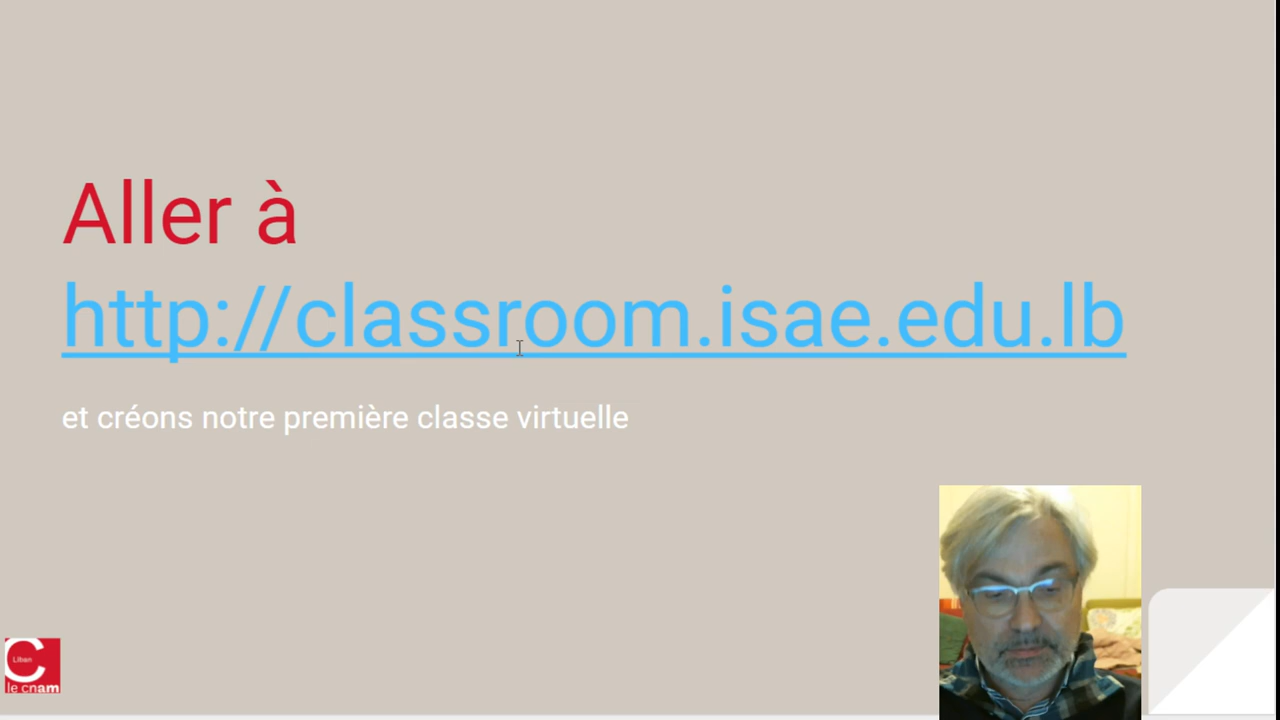 Aller à
http://classroom.isae.edu.lb
et créons notre première classe virtuelle
Liban
le cnam